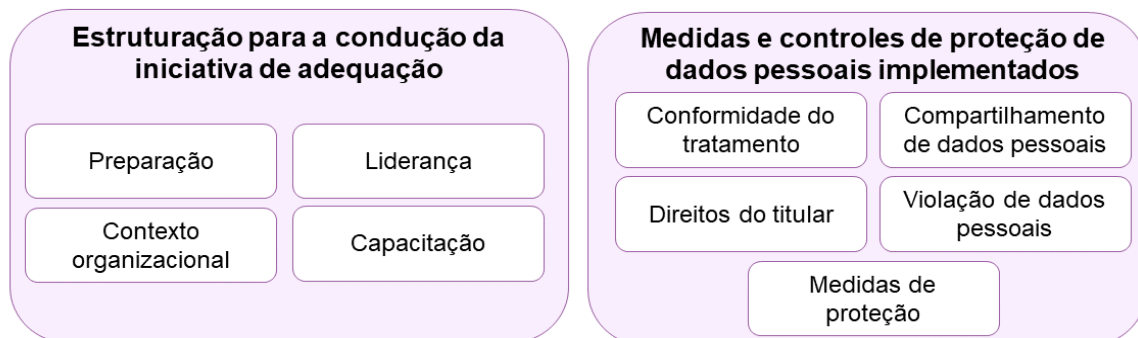 Estruturação para a condução da
iniciativa de adequação
Preparação
Liderança
Contexto
organizacional
Capacitação
Medidas e controles de proteção de
dados pessoais implementados
Conformidade do
tratamento
Compartilhamento
de dados pessoais
Direitos do titular
Violação de dados
pessoais
Medidas de
proteção